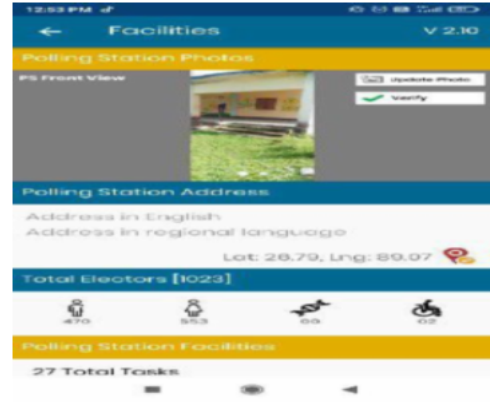 12:53 PM
Facilities V 2.10
Polling Station Photos
PS Front View
Update Photo
Verify
Polling Station Address
Address in English
Address in regional language
Lat: 26.79, Lng: 89.07
Total Electors [1023]
470 553 00 02
Polling Station Facilities
27 Total Tasks